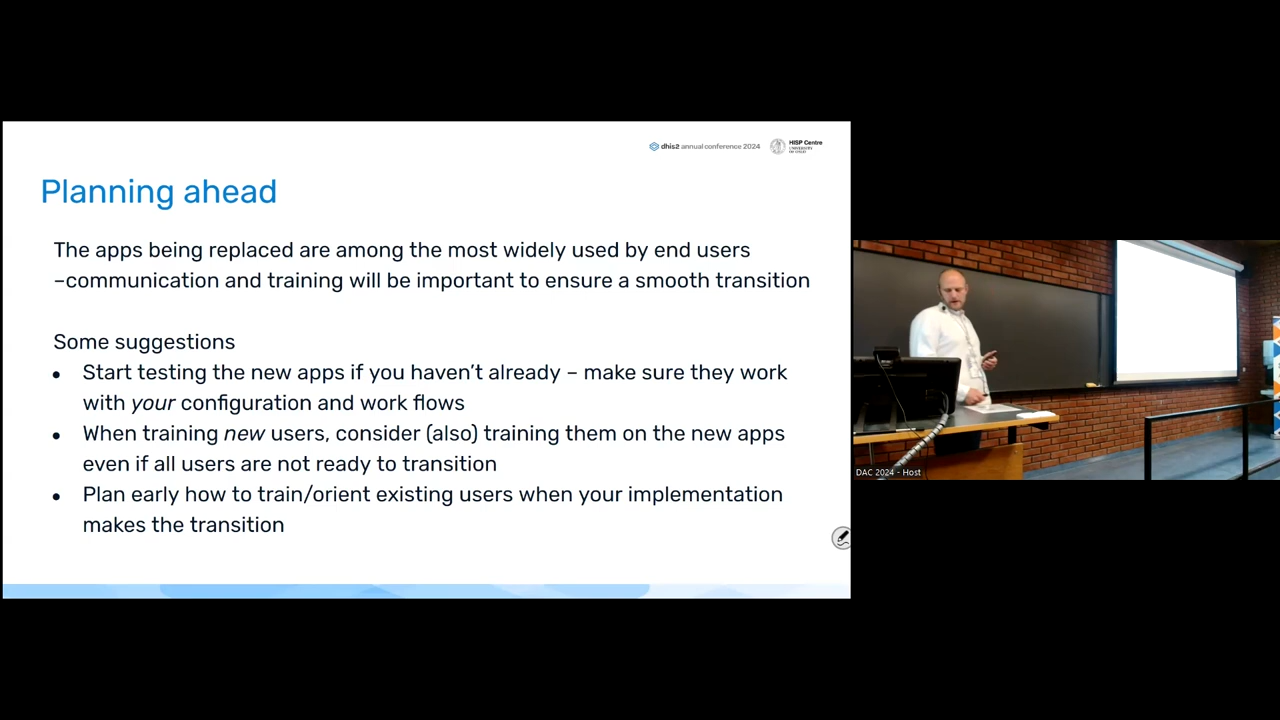 dhis2 annual conference 2024
HISP Centre
UNIVERSITY
OF OSLO
Planning ahead
The apps being replaced are among the most widely used by end users
–communication and training will be important to ensure a smooth transition
Some suggestions
● Start testing the new apps if you haven’t already – make sure they work
with your configuration and work flows
● When training new users, consider (also) training them on the new apps
even if all users are not ready to transition
● Plan early how to train/orient existing users when your implementation
makes the transition
DAC 2024 - Host